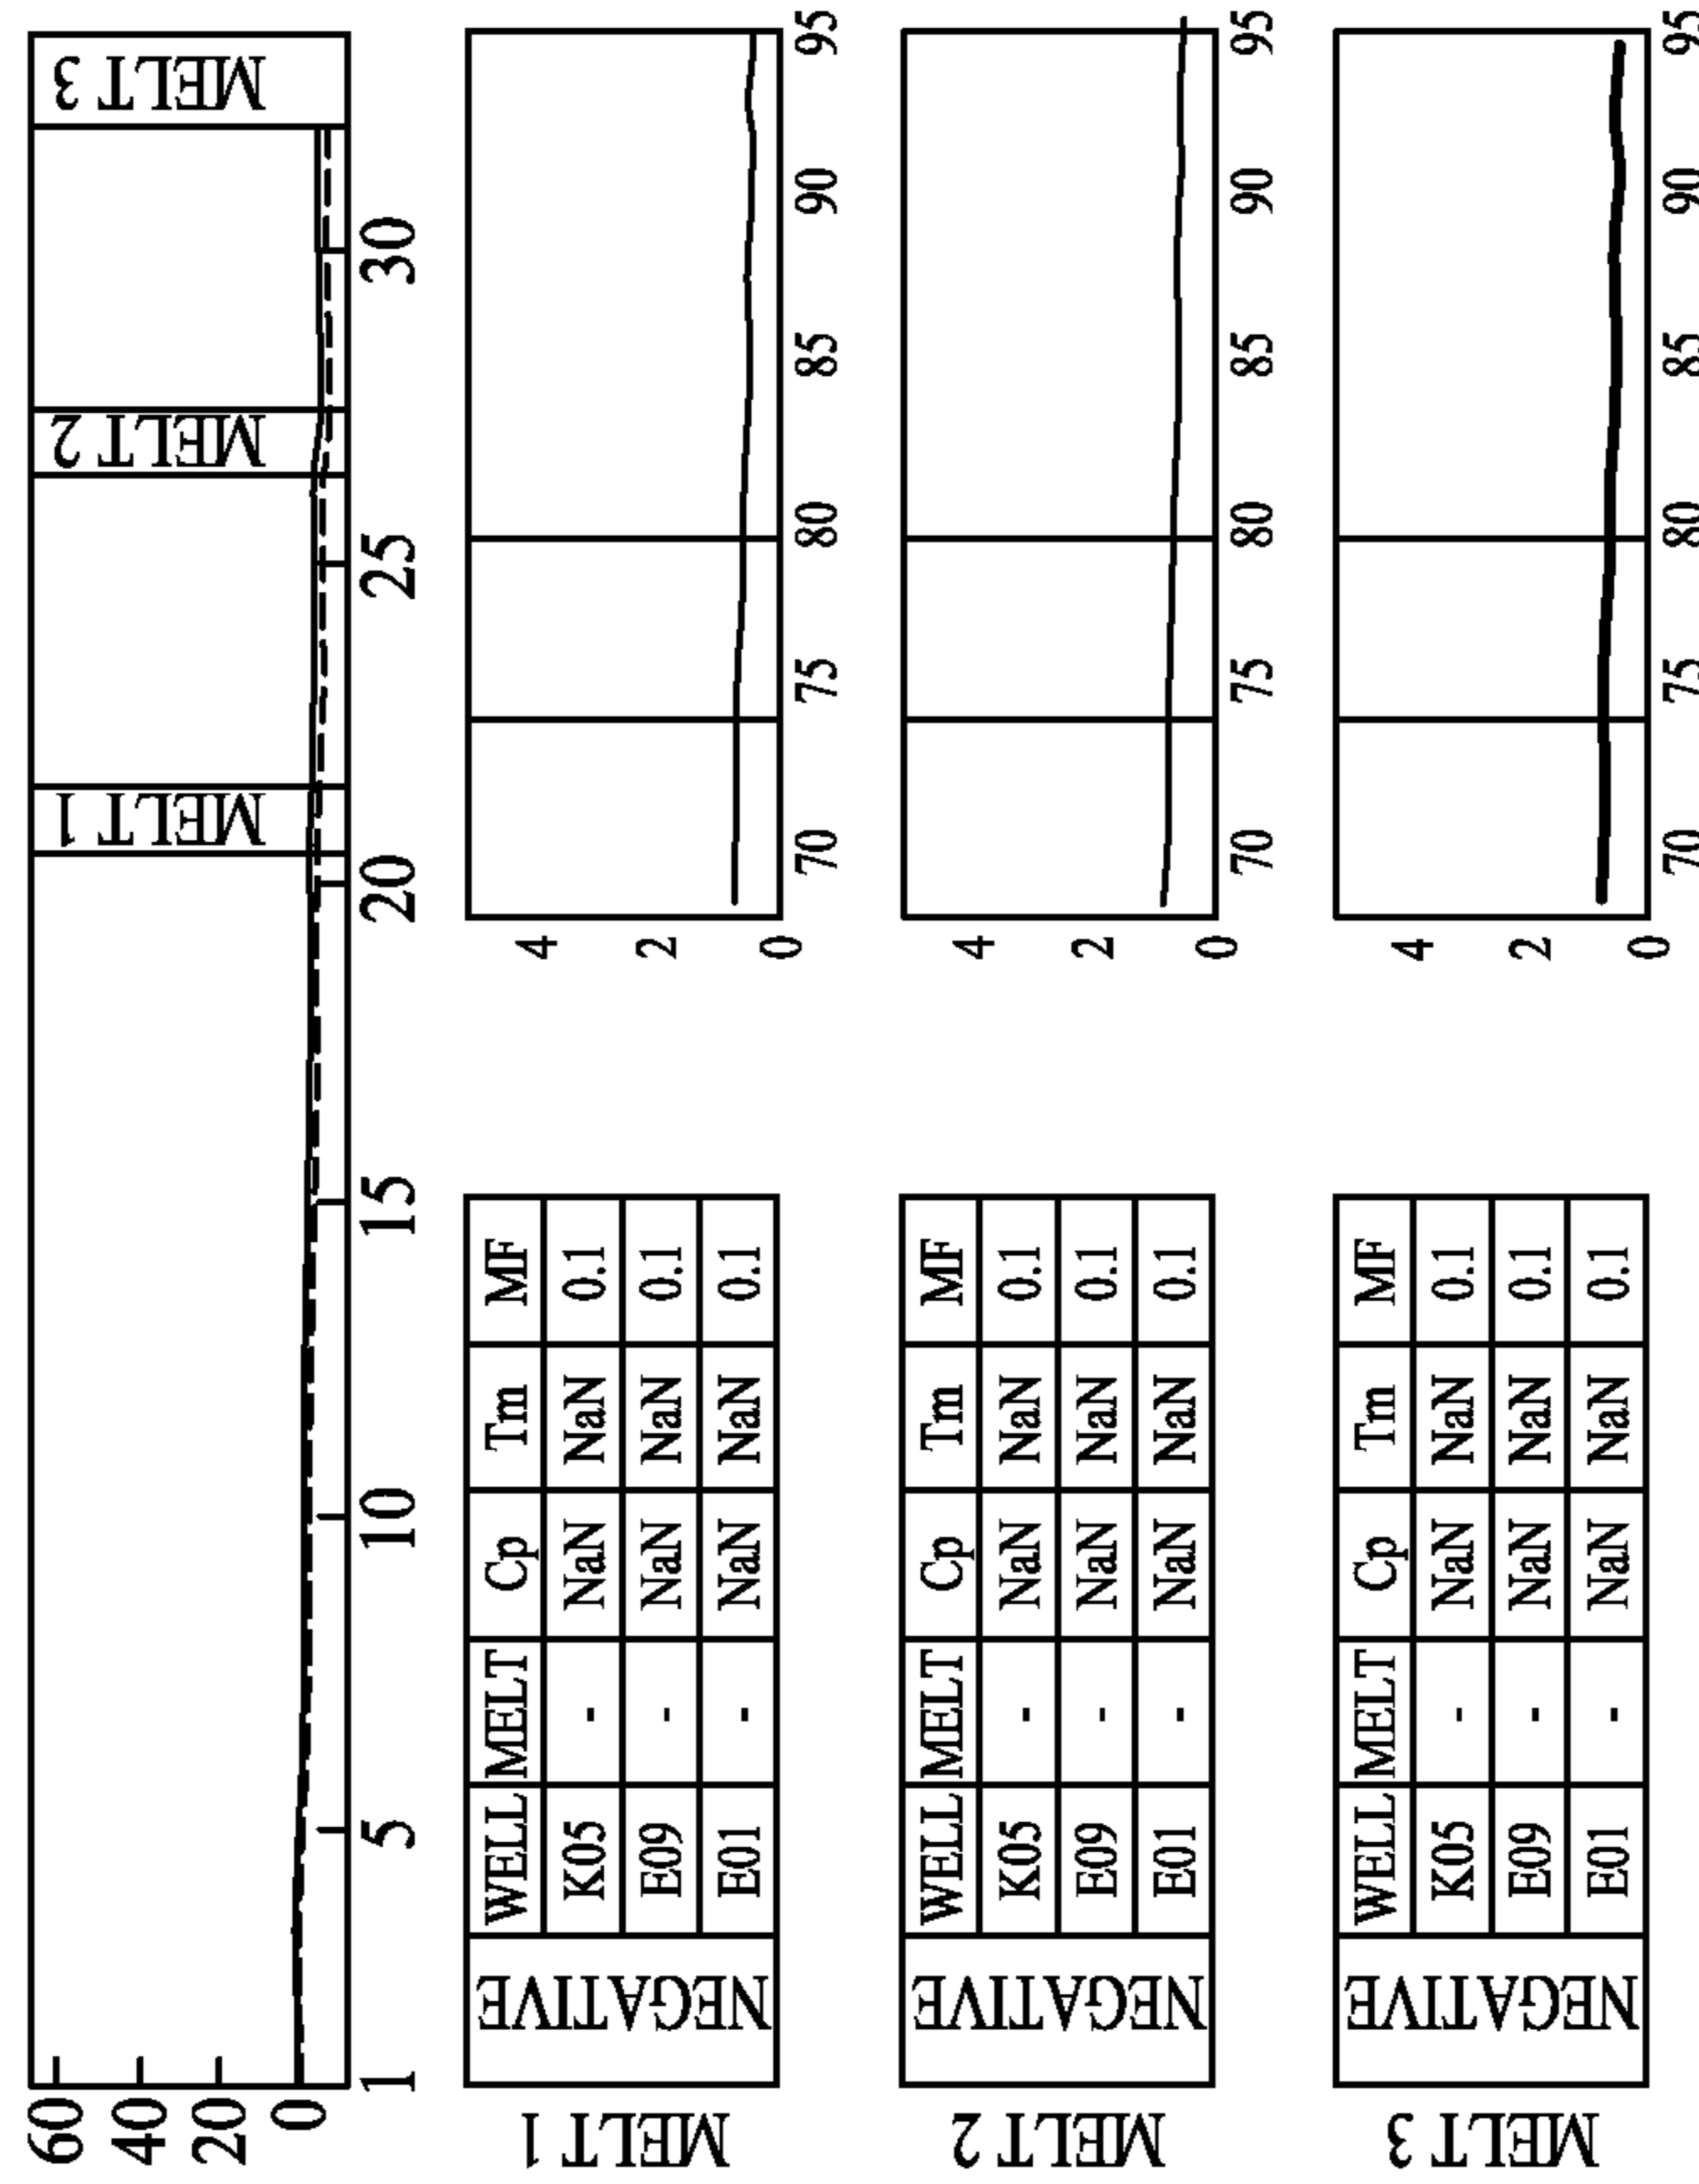 60
40
20
0
MELT 1
MELT 2
MELT 3
1 5 10 15 20 25 30
MELT 1
NEGATIVE
WELL MELT Cp Tm MF
K05 - NaN NaN 0.1
E09 - NaN NaN 0.1
E01 - NaN NaN 0.1
4
2
0
70 75 80 85 90 95
MELT 2
NEGATIVE
WELL MELT Cp Tm MF
K05 - NaN NaN 0.1
E09 - NaN NaN 0.1
E01 - NaN NaN 0.1
4
2
0
70 75 80 85 90 95
MELT 3
NEGATIVE
WELL MELT Cp Tm MF
K05 - NaN NaN 0.1
E09 - NaN NaN 0.1
E01 - NaN NaN 0.1
4
2
0
70 75 80 85 90 95